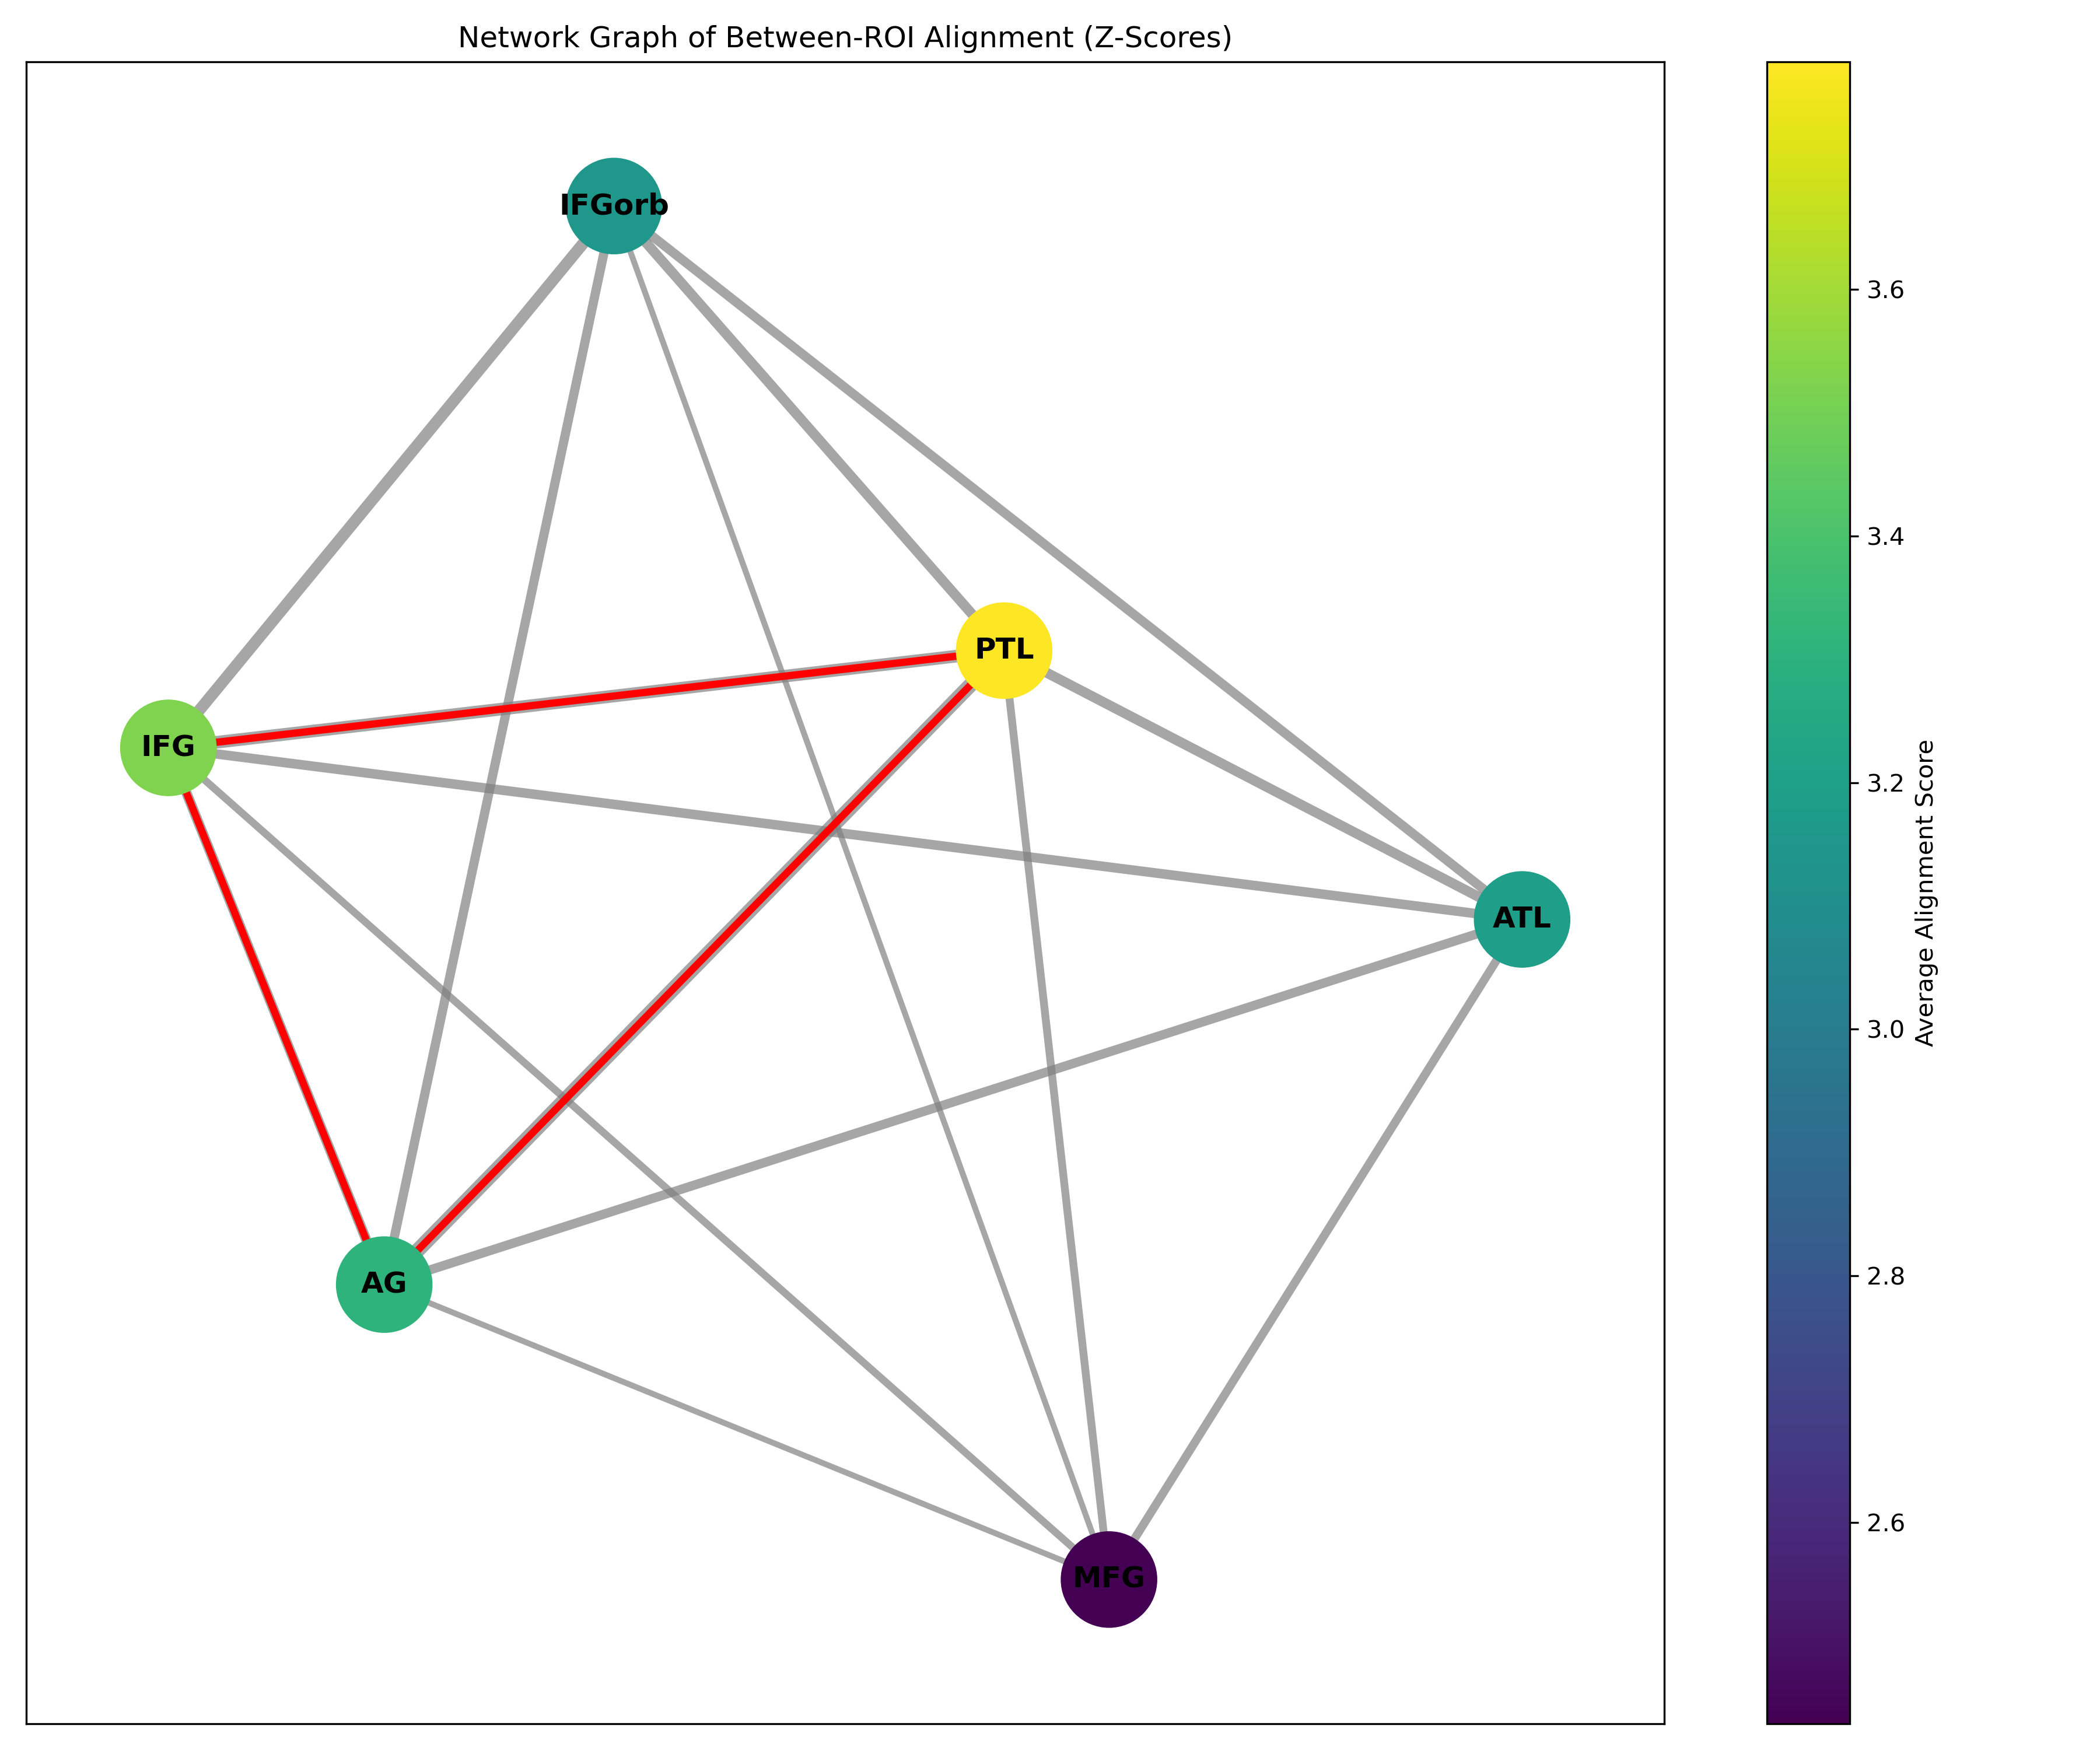 Network Graph of Between-ROI Alignment (Z-Scores)
IFGorb
PTL
IFG
ATL
AG
MFG
3.6
3.4
3.2
3.0
2.8
2.6
Average Alignment Score